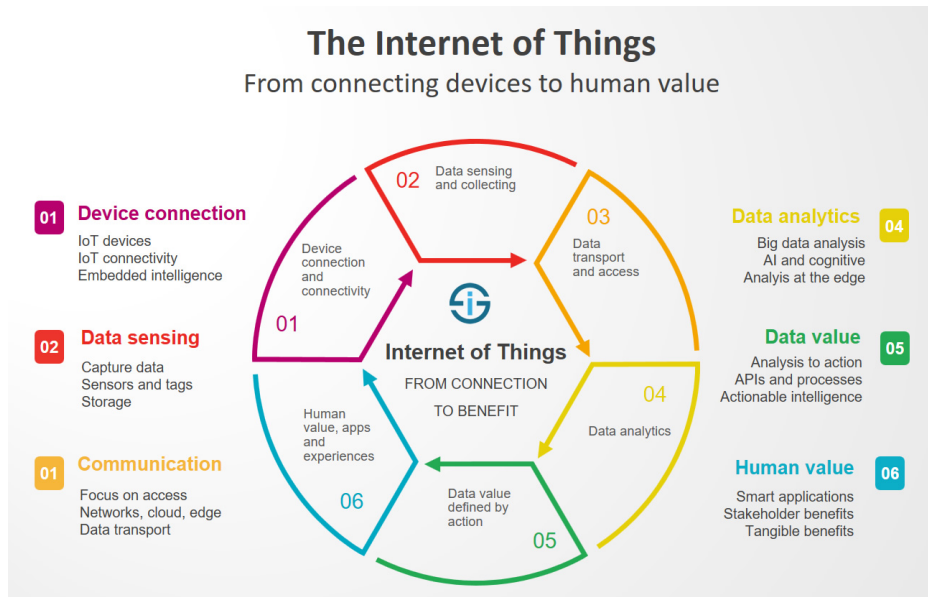 The Internet of Things
From connecting devices to human value
01
Device connection
IoT devices
IoT connectivity
Embedded intelligence
02
Data sensing
Capture data
Sensors and tags
Storage
01
Communication
Focus on access
Networks, cloud, edge
Data transport
02
Data sensing
and collecting
03
Data
transport
and access
Device
connection
and
connectivity
01
SiG
Internet of Things
FROM CONNECTION
TO BENEFIT
04
Data analytics
Human
value, apps
and
experiences
06
Data value
defined by
action
05
Data analytics
04
Big data analysis
AI and cognitive
Analyis at the edge
Data value
05
Analysis to action
APIs and processes
Actionable intelligence
Human value
06
Smart applications
Stakeholder benefits
Tangible benefits